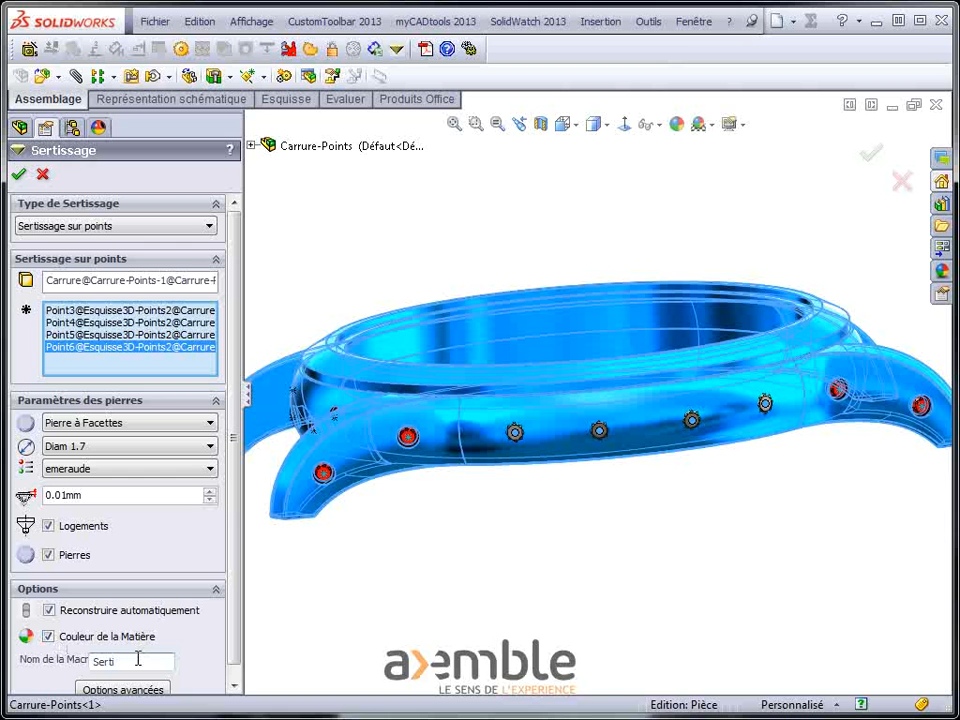 SOLIDWORKS Fichier Edition Affichage CustomToolbar 2013 myCADtools 2013 SolidWatch 2013 Insertion Outils Fenêtre ?
Assemblage Représentation schématique Esquisse Evaluer Produits Office
Sertissage ?
Carrure-Points (Défaut<Dé...
Type de Sertissage
Sertissage sur points
Sertissage sur points
Carrure@Carrure-Points-1@Carrure-
Point3@Esquisse3D-Points2@Carrure
Point4@Esquisse3D-Points2@Carrure
Point5@Esquisse3D-Points2@Carrure
Point6@Esquisse3D-Points2@Carrure
Paramètres des pierres
Pierre à Facettes
Diam 1.7
emeraude
0.01mm
Logements
Pierres
Options
Reconstruire automatiquement
Couleur de la Matière
Nom de la Macr Serti
Options avancées
axemble
LE SENS DE L'EXPERIENCE
Carrure-Points<1> Edition: Pièce Personnalisé ?